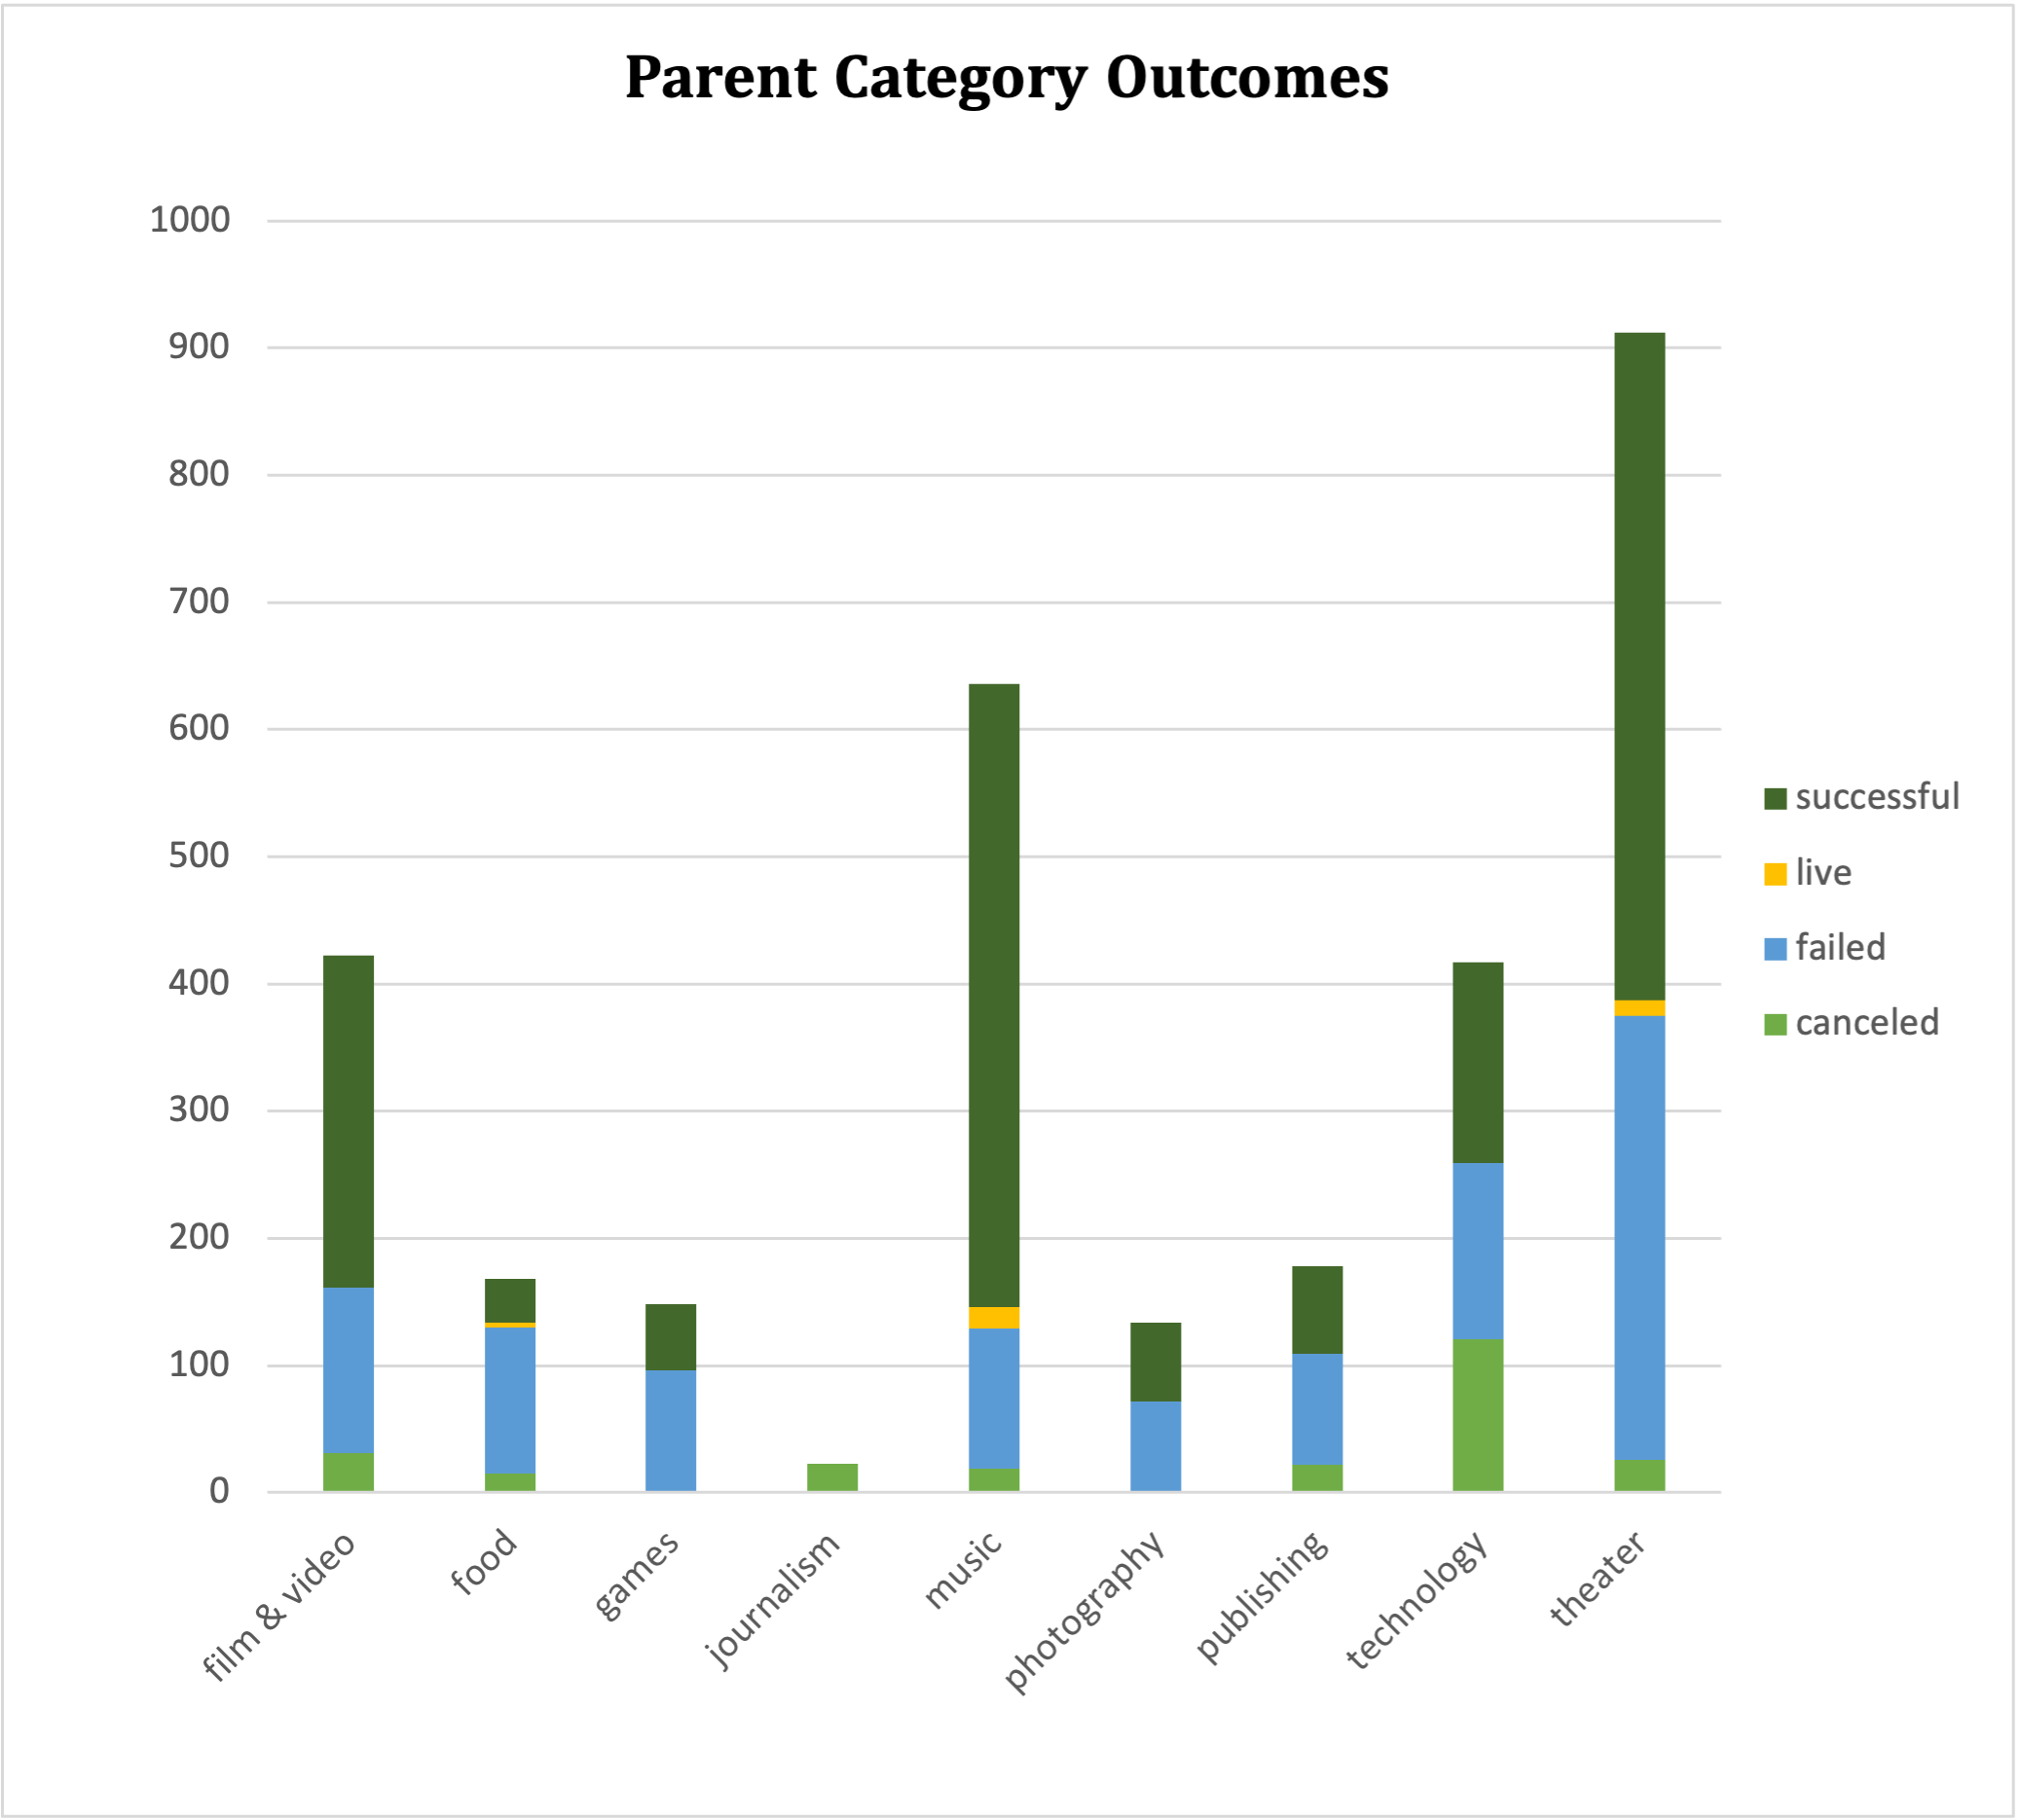 Parent Category Outcomes
1000
900
800
700
600
500
400
300
200
100
0
successful
live
failed
canceled
film & video
food
games
journalism
music
photography
publishing
technology
theater